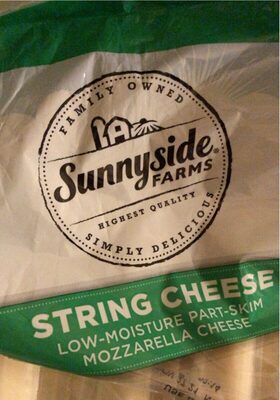 FAMILY OWNED
Sunnyside
FARMS®
HIGHEST QUALITY
SIMPLY DELICIOUS
STRING CHEESE
LOW-MOISTURE PART-SKIM
MOZZARELLA CHEESE